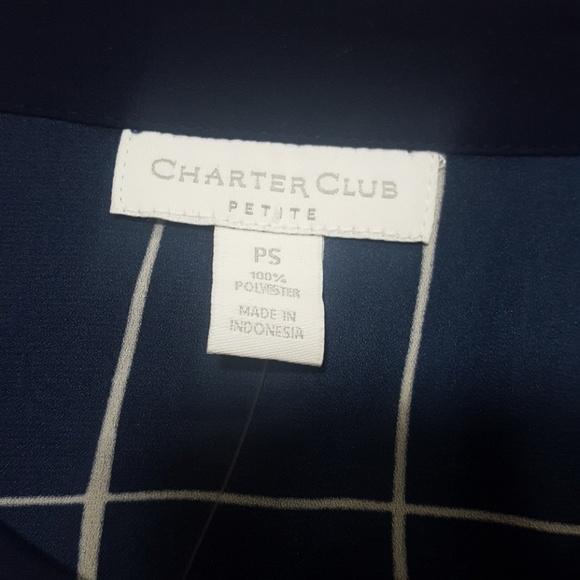 CHARTER CLUB
PETITE
PS
100%
POLYESTER
MADE IN
INDONESIA